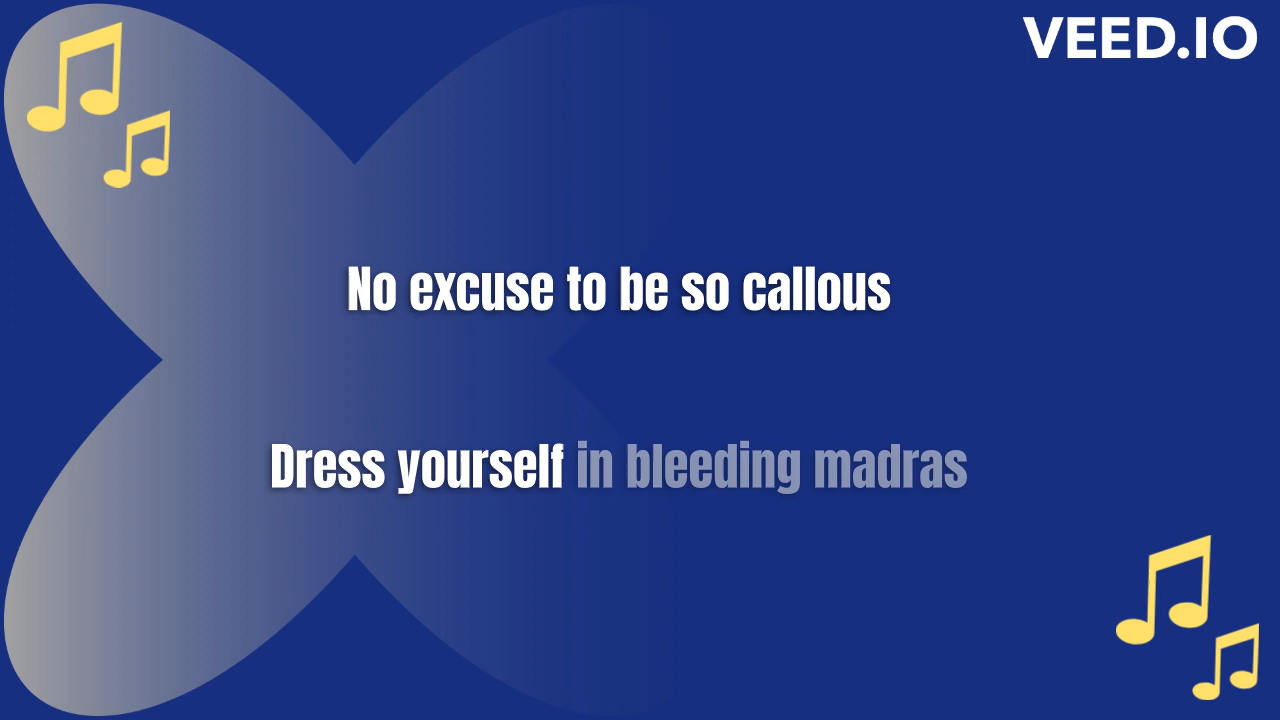 VEED.IO
No excuse to be so callous
Dress yourself in bleeding madras